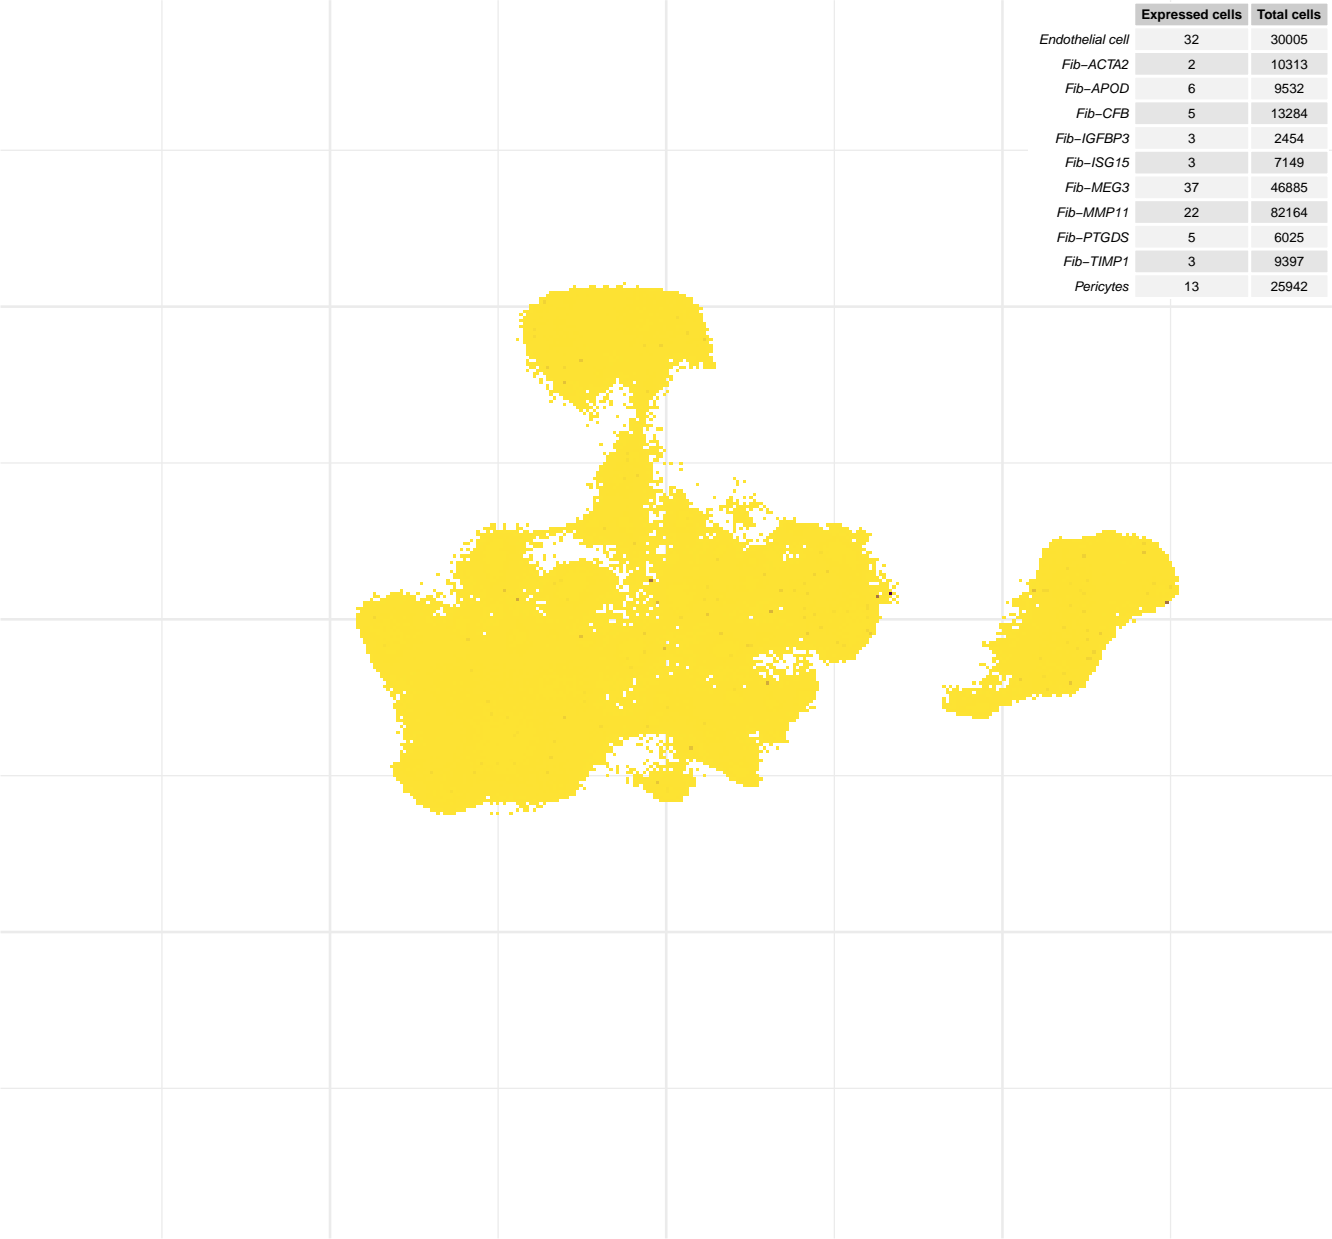 Expressed cells Total cells
Endothelial cell 32 30005
Fib−ACTA2 2 10313
Fib−APOD 6 9532
Fib−CFB 5 13284
Fib−IGFBP3 3 2454
Fib−ISG15 3 7149
Fib−MEG3 37 46885
Fib−MMP11 22 82164
Fib−PTGDS 5 6025
Fib−TIMP1 3 9397
Pericytes 13 25942